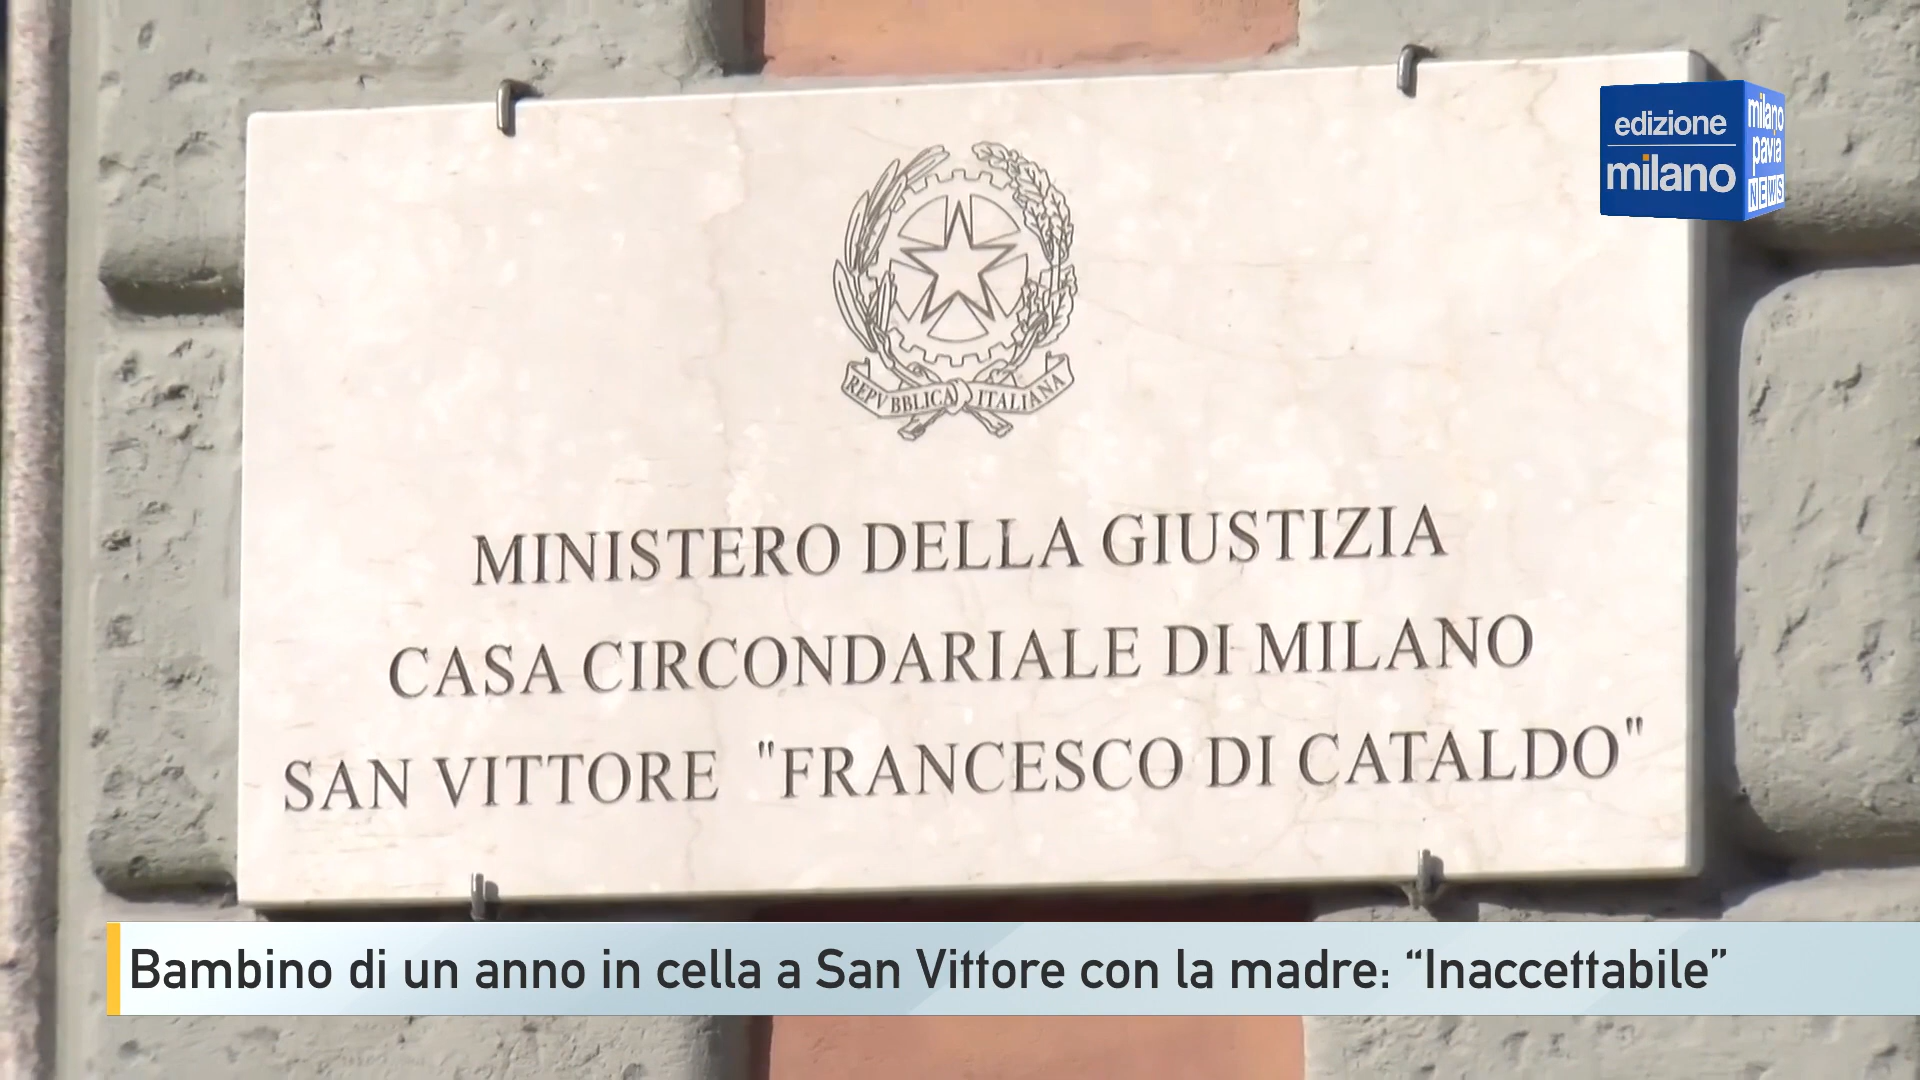 edizione
milano
milano
pavia
NEWS
REPVBBLICA ITALIANA
MINISTERO DELLA GIUSTIZIA
CASA CIRCONDARIALE DI MILANO
SAN VITTORE "FRANCESCO DI CATALDO"
Bambino di un anno in cella a San Vittore con la madre: “Inaccettabile”